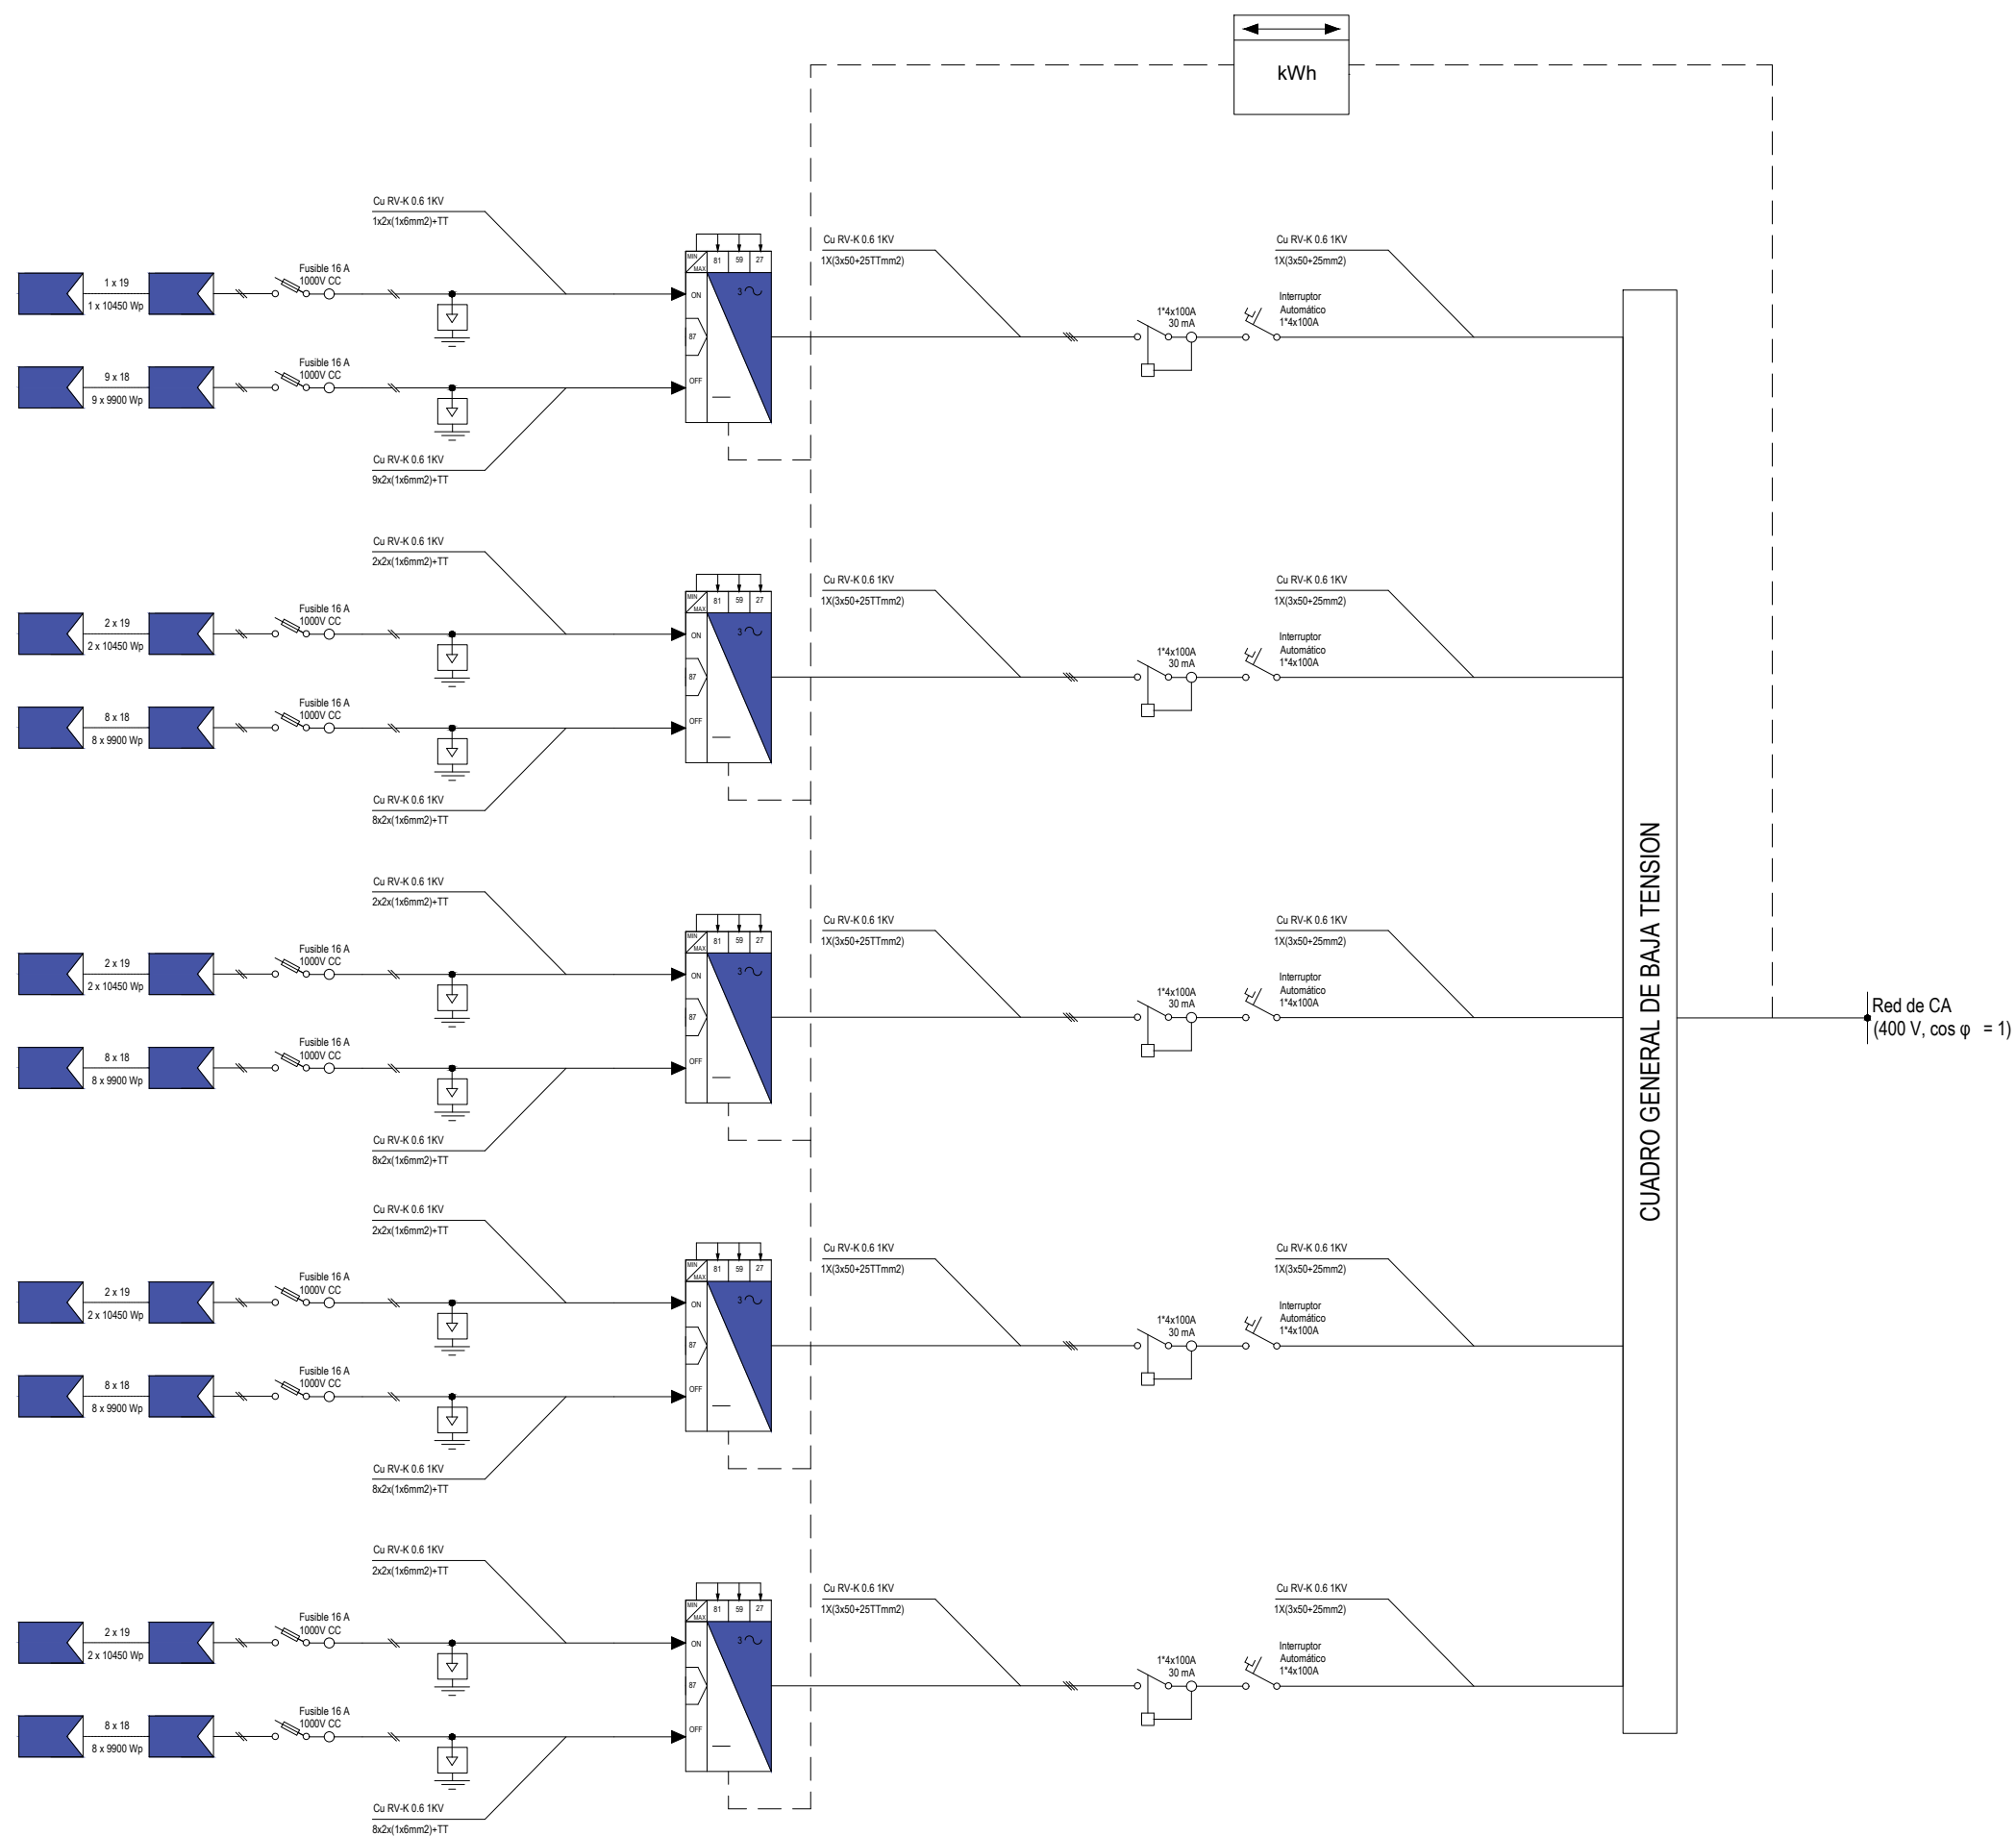 kWh
Cu RV-K 0.6 1KV
1x2x(1x6mm2)+TT
Cu RV-K 0.6 1KV
1X(3x50+25TTmm2)
Cu RV-K 0.6 1KV
1X(3x50+25mm2)
MIN
MAX
81
59
27
Fusible 16 A
1000V CC
1 x 19
1 x 10450 Wp
ON
3
1*4x100A
30 mA
Interruptor
Automático
1*4x100A
87
Fusible 16 A
1000V CC
9 x 18
9 x 9900 Wp
OFF
Cu RV-K 0.6 1KV
9x2x(1x6mm2)+TT
Cu RV-K 0.6 1KV
2x2x(1x6mm2)+TT
Cu RV-K 0.6 1KV
1X(3x50+25TTmm2)
Cu RV-K 0.6 1KV
1X(3x50+25mm2)
MIN
MAX
81
59
27
Fusible 16 A
1000V CC
2 x 19
2 x 10450 Wp
ON
3
1*4x100A
30 mA
Interruptor
Automático
1*4x100A
87
Fusible 16 A
1000V CC
8 x 18
8 x 9900 Wp
OFF
Cu RV-K 0.6 1KV
8x2x(1x6mm2)+TT
Cu RV-K 0.6 1KV
2x2x(1x6mm2)+TT
Cu RV-K 0.6 1KV
1X(3x50+25TTmm2)
Cu RV-K 0.6 1KV
1X(3x50+25mm2)
MIN
MAX
81
59
27
Fusible 16 A
1000V CC
2 x 19
2 x 10450 Wp
ON
3
1*4x100A
30 mA
Interruptor
Automático
1*4x100A
87
Fusible 16 A
1000V CC
8 x 18
8 x 9900 Wp
OFF
Cu RV-K 0.6 1KV
8x2x(1x6mm2)+TT
CUADRO GENERAL DE BAJA TENSION
Red de CA
(400 V, cos φ = 1)
Cu RV-K 0.6 1KV
2x2x(1x6mm2)+TT
Cu RV-K 0.6 1KV
1X(3x50+25TTmm2)
Cu RV-K 0.6 1KV
1X(3x50+25mm2)
MIN
MAX
81
59
27
Fusible 16 A
1000V CC
2 x 19
2 x 10450 Wp
ON
3
1*4x100A
30 mA
Interruptor
Automático
1*4x100A
87
Fusible 16 A
1000V CC
8 x 18
8 x 9900 Wp
OFF
Cu RV-K 0.6 1KV
8x2x(1x6mm2)+TT
Cu RV-K 0.6 1KV
2x2x(1x6mm2)+TT
Cu RV-K 0.6 1KV
1X(3x50+25TTmm2)
Cu RV-K 0.6 1KV
1X(3x50+25mm2)
MIN
MAX
81
59
27
Fusible 16 A
1000V CC
2 x 19
2 x 10450 Wp
ON
3
1*4x100A
30 mA
Interruptor
Automático
1*4x100A
87
Fusible 16 A
1000V CC
8 x 18
8 x 9900 Wp
OFF
Cu RV-K 0.6 1KV
8x2x(1x6mm2)+TT